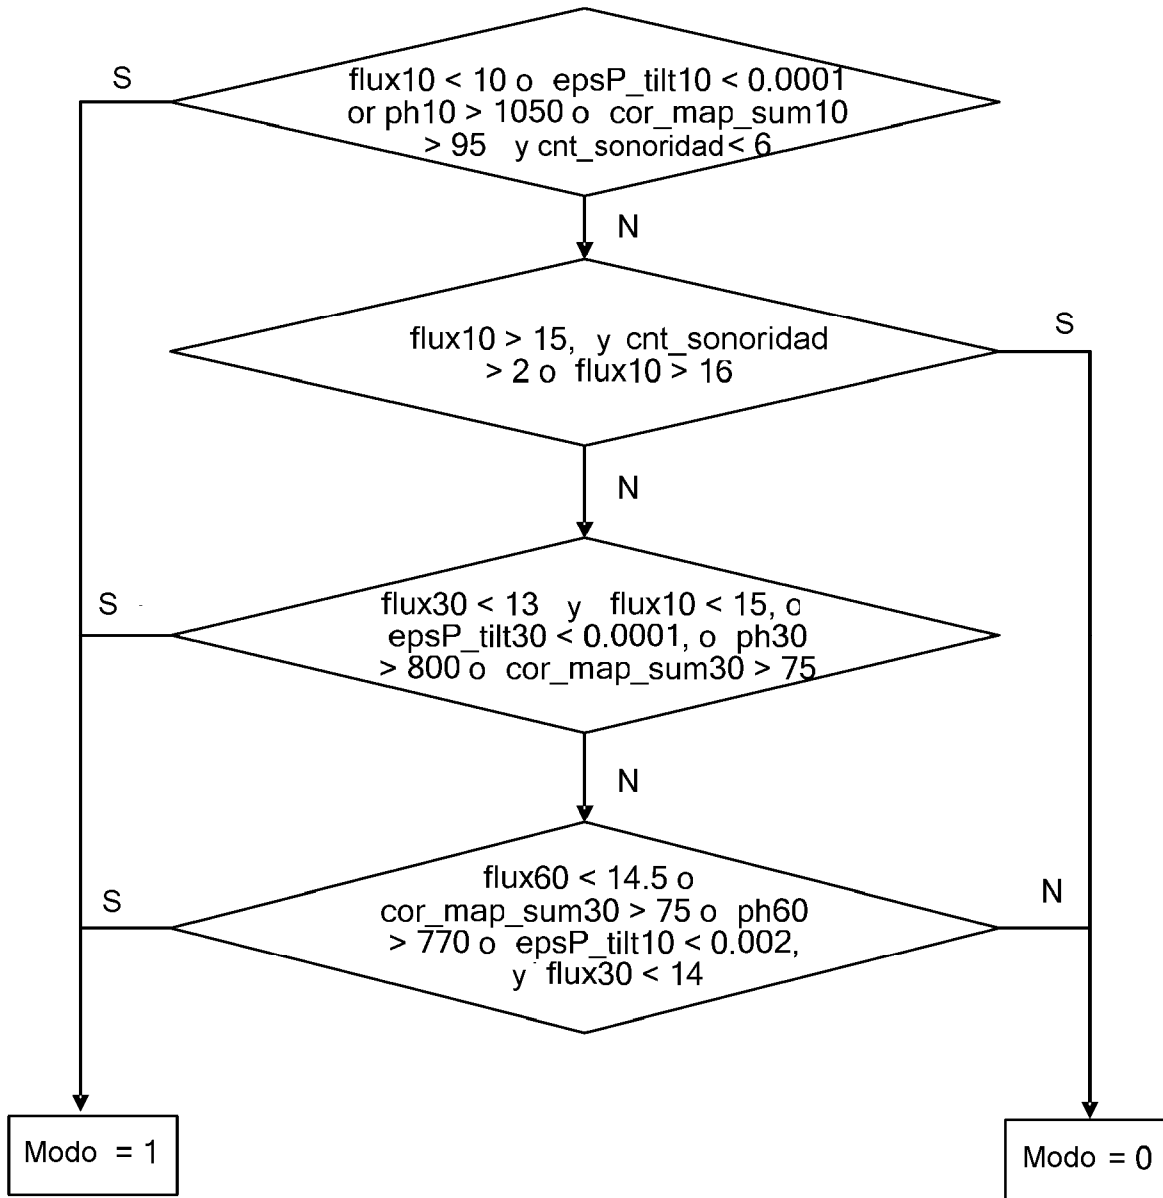 S
flux10 < 10 o epsP_tilt10 < 0.0001
or ph10 > 1050 o cor_map_sum10
> 95 y cnt_sonoridad< 6
N
flux10 > 15, y cnt_sonoridad
> 2 o flux10 > 16
S
N
S
flux30 < 13 y flux10 < 15, o
epsP_tilt30 < 0.0001, o ph30
> 800 o cor_map_sum30 > 75
N
S
flux60 < 14.5 o
cor_map_sum30 > 75 o ph60
> 770 o epsP_tilt10 < 0.002,
y flux30 < 14
N
Modo = 1
Modo = 0